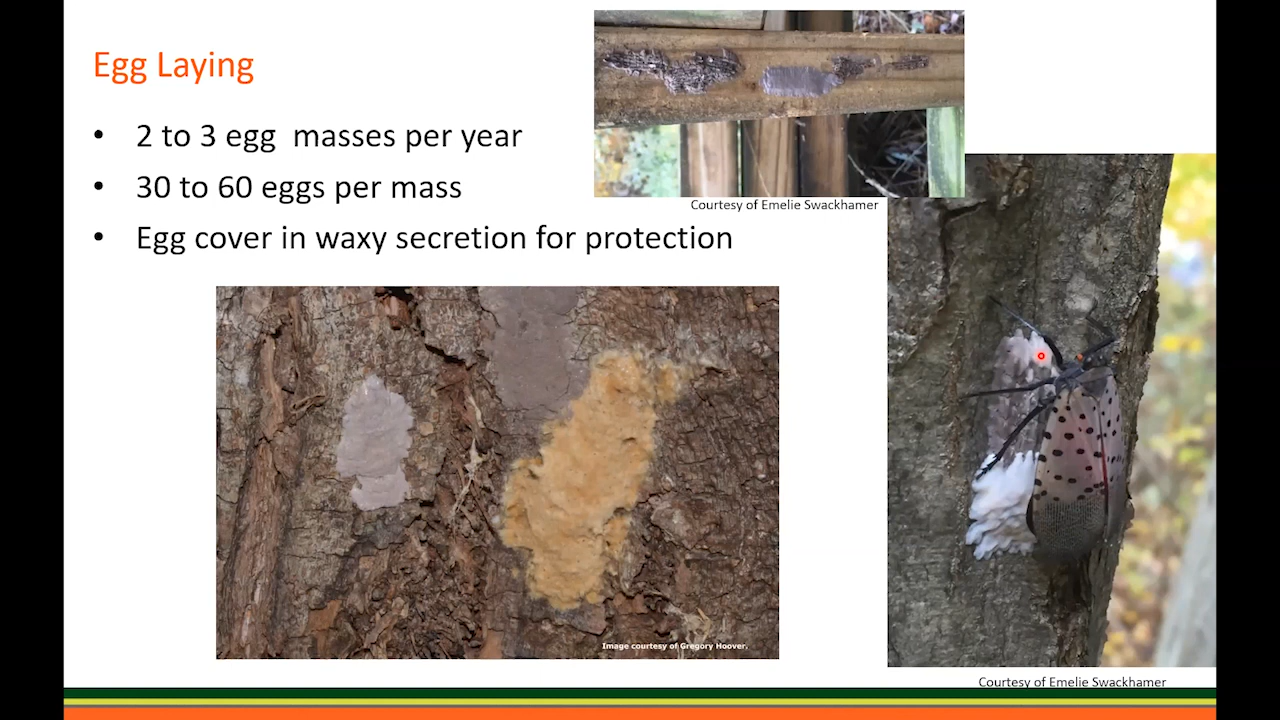 Egg Laying
• 2 to 3 egg  masses per year
• 30 to 60 eggs per mass
• Egg cover in waxy secretion for protection
Courtesy of Emelie Swackhamer
Image courtesy of Gregory Hoover.
Courtesy of Emelie Swackhamer